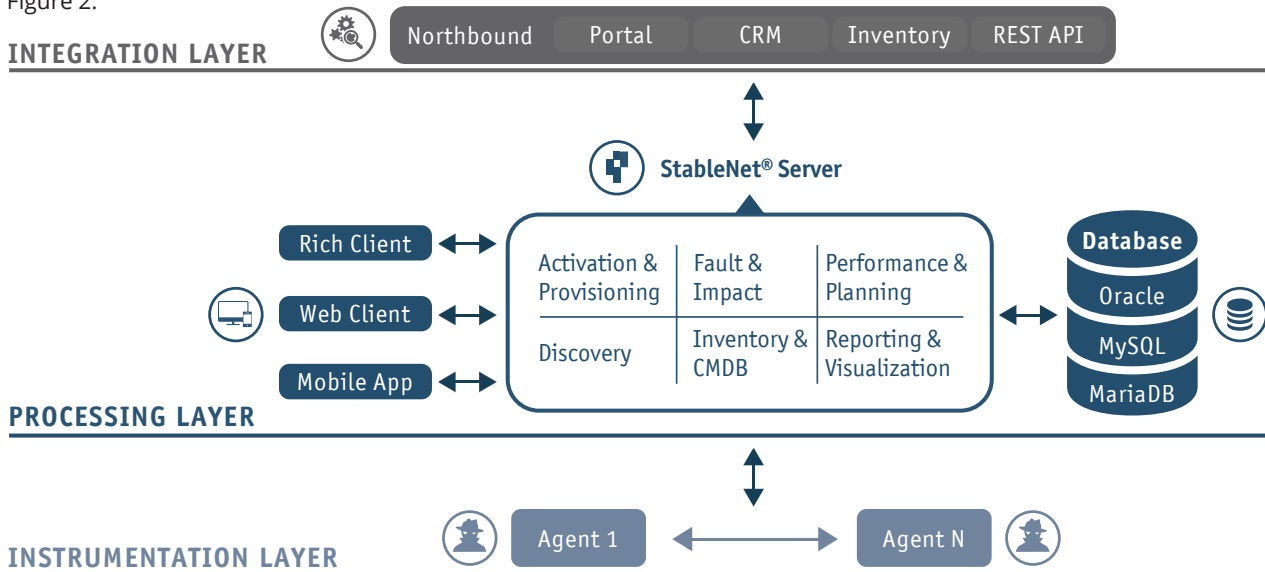 Figure 2.
INTEGRATION LAYER
Northbound Portal CRM Inventory REST API
StableNet® Server
Rich Client
Web Client
Mobile App
Activation &
Provisioning
Fault &
Impact
Performance &
Planning
Discovery
Inventory &
CMDB
Reporting &
Visualization
Database
Oracle
MySQL
MariaDB
PROCESSING LAYER
Agent 1
Agent N
INSTRUMENTATION LAYER